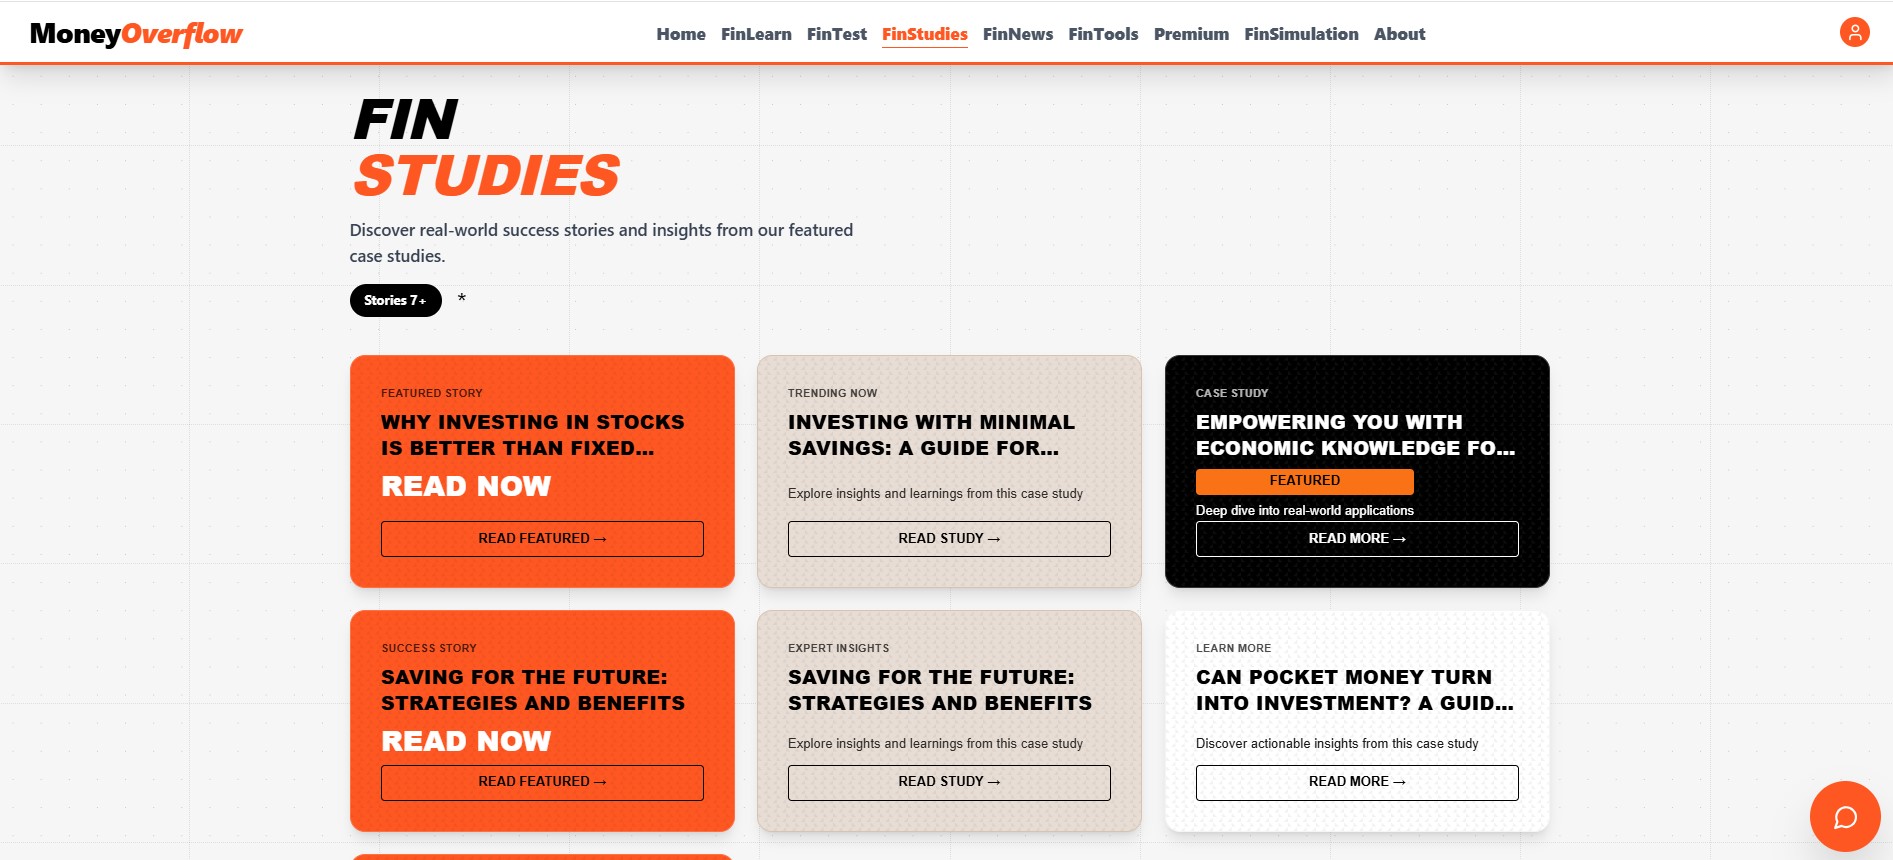 MoneyOverflow
Home FinLearn FinTest FinStudies FinNews FinTools Premium FinSimulation About
FIN
STUDIES
Discover real-world success stories and insights from our featured
case studies.
Stories 7+ *
FEATURED STORY
WHY INVESTING IN STOCKS
IS BETTER THAN FIXED...
READ NOW
READ FEATURED →
TRENDING NOW
INVESTING WITH MINIMAL
SAVINGS: A GUIDE FOR...
Explore insights and learnings from this case study
READ STUDY →
CASE STUDY
EMPOWERING YOU WITH
ECONOMIC KNOWLEDGE FO...
FEATURED
Deep dive into real-world applications
READ MORE →
SUCCESS STORY
SAVING FOR THE FUTURE:
STRATEGIES AND BENEFITS
READ NOW
READ FEATURED →
EXPERT INSIGHTS
SAVING FOR THE FUTURE:
STRATEGIES AND BENEFITS
Explore insights and learnings from this case study
READ STUDY →
LEARN MORE
CAN POCKET MONEY TURN
INTO INVESTMENT? A GUID...
Discover actionable insights from this case study
READ MORE →